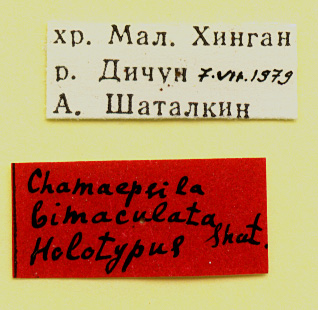 хр. Мал. Хинган
р. Дичун 7.VII.1979
А. Шаталкин
Chamaepsila
bimaculata
Shat.
Holotypus